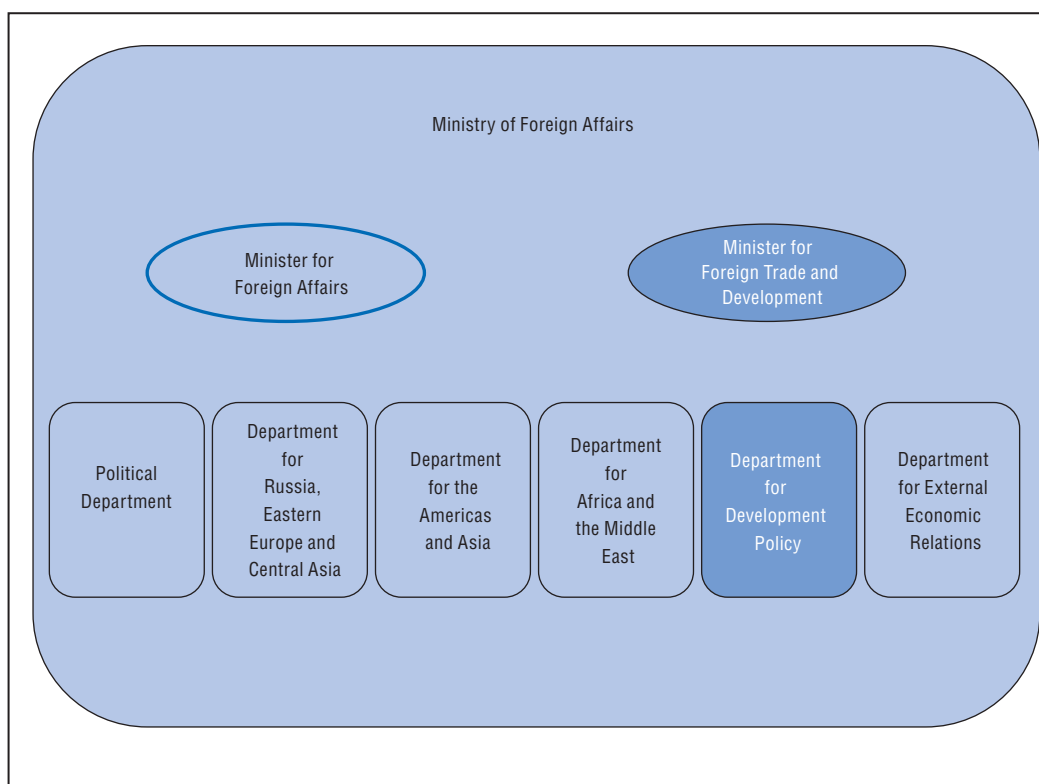 Ministry of Foreign Affairs
Minister for
Foreign Affairs
Minister for
Foreign Trade and
Development
Political
Department
Department
for
Russia,
Eastern
Europe and
Central Asia
Department
for the
Americas
and Asia
Department
for
Africa and
the Middle
East
Department
for
Development
Policy
Department
for External
Economic
Relations